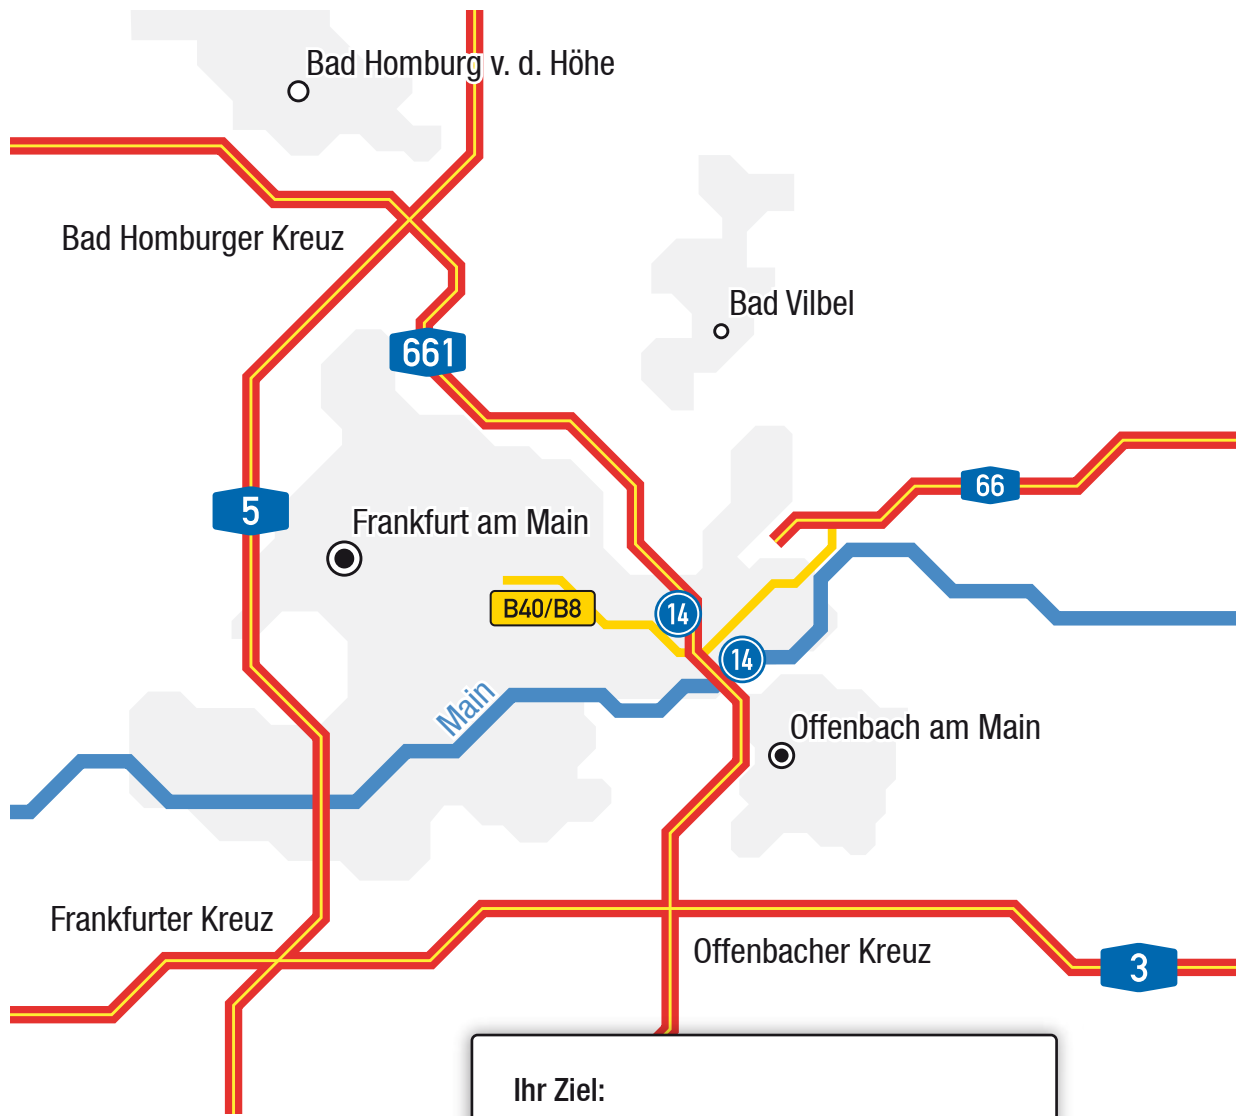 Bad Homburg v. d. Höhe
Bad Homburger Kreuz
Bad Vilbel
661
66
5
Frankfurt am Main
B40/B8
14
14
Main
Offenbach am Main
Frankfurter Kreuz
Offenbacher Kreuz
3
Ihr Ziel: